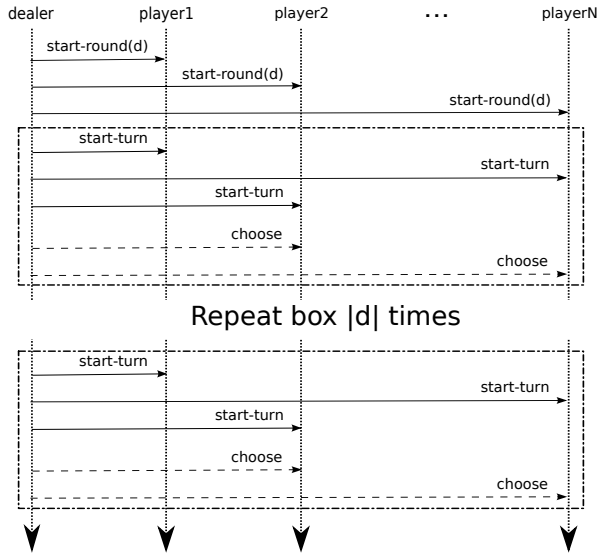 dealer player1 player2 ... playerN
start-round(d)
start-round(d)
start-round(d)
start-turn
start-turn
start-turn
choose
choose
Repeat box |d| times
start-turn
start-turn
start-turn
choose
choose